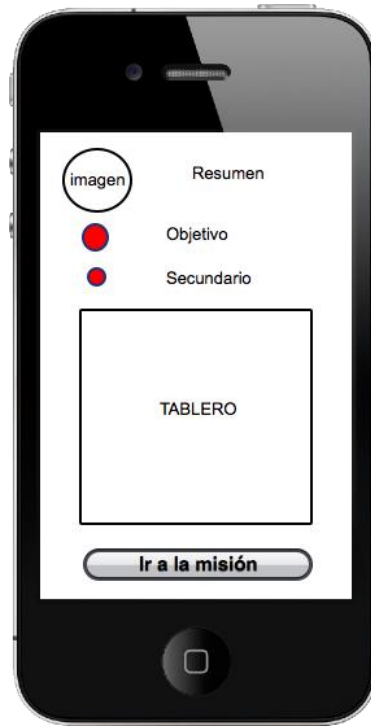 imagen
Resumen
Objetivo
Secundario
TABLERO
Ir a la misión